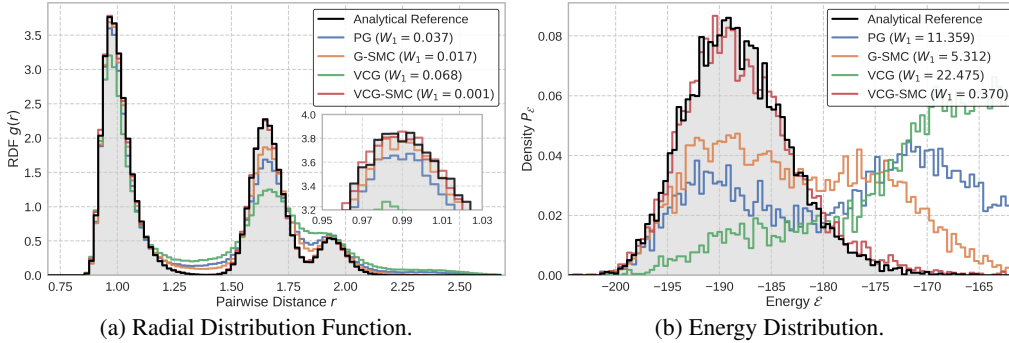 Analytical Reference
PG (W₁ = 0.037)
G-SMC (W₁ = 0.017)
VCG (W₁ = 0.068)
VCG-SMC (W₁ = 0.001)
RDF g(r)
3.5
3.0
2.5
2.0
1.5
1.0
0.5
0.0
4.0
3.8
3.6
3.4
3.2
0.95 0.97 0.99 1.01 1.03
0.75 1.00 1.25 1.50 1.75 2.00 2.25 2.50
Pairwise Distance r
(a) Radial Distribution Function.
Analytical Reference
PG (W₁ = 11.359)
G-SMC (W₁ = 5.312)
VCG (W₁ = 22.475)
VCG-SMC (W₁ = 0.370)
Density P_ℰ
0.08
0.06
0.04
0.02
0.00
−200 −195 −190 −185 −180 −175 −170 −165
Energy ℰ
(b) Energy Distribution.